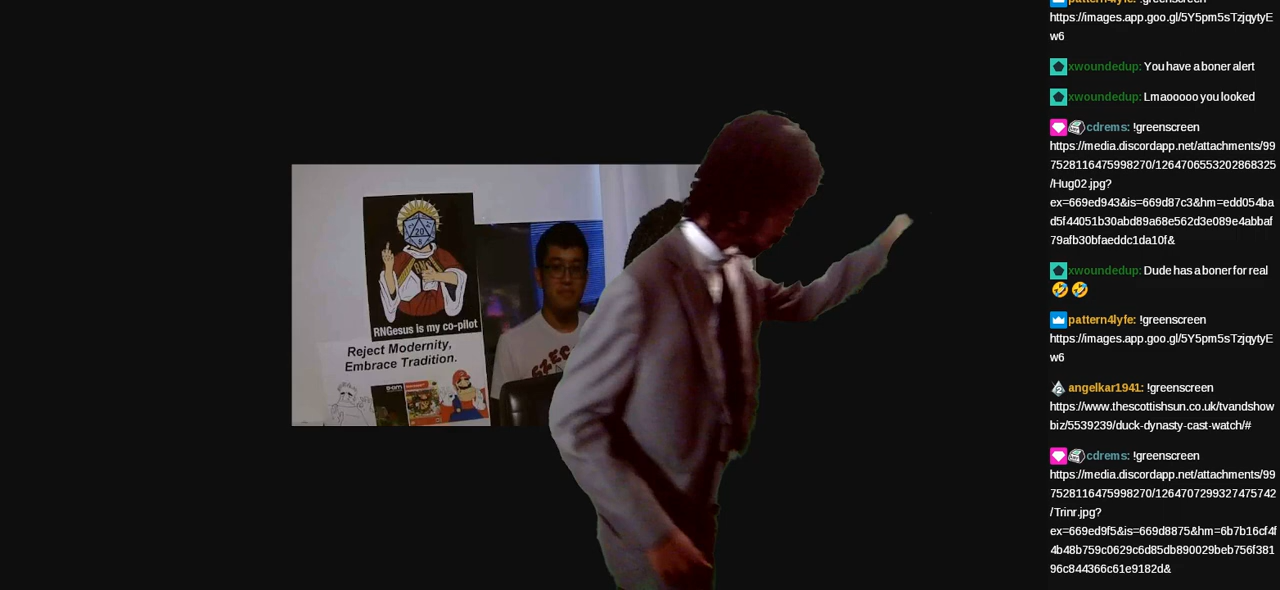 pattern4lyfe: !greenscreen
https://images.app.goo.gl/5Y5pm5sTzjqytyE
w6
xwoundedup: You have a boner alert
xwoundedup: Lmaooooo you looked
cdrems: !greenscreen
https://media.discordapp.net/attachments/99
7528116475998270/1264706553202868325
/Hug02.jpg?
ex=669ed943&is=669d87c3&hm=edd054ba
d5f44051b30abd89a68e562d3e089e4abbaf
79afb30bfaeddc1da10f&
xwoundedup: Dude has a boner for real
🤣 🤣
pattern4lyfe: !greenscreen
https://images.app.goo.gl/5Y5pm5sTzjqytyE
w6
angelkar1941: !greenscreen
https://www.thescottishsun.co.uk/tvandshow
biz/5539239/duck-dynasty-cast-watch/#
cdrems: !greenscreen
https://media.discordapp.net/attachments/99
7528116475998270/1264707299327475742
/Trinr.jpg?
ex=669ed9f5&is=669d8875&hm=6b7b16cf4f
4b48b759c0629c6d85db890029beb756f381
96c844366c61e9182d&
20
RNGesus is my co-pilot
Reject Modernity,
Embrace Tradition.